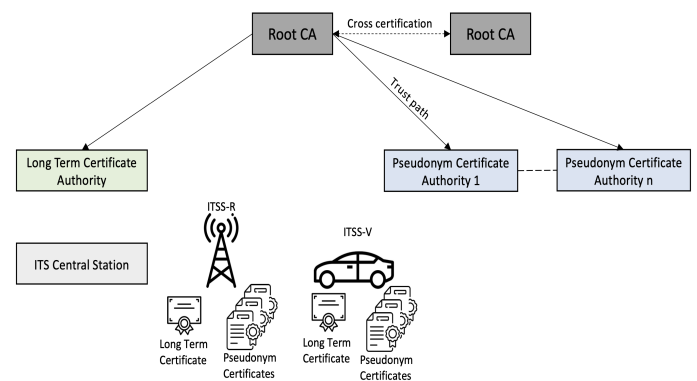 Root CA
Cross certification
Root CA
Trust path
Long Term Certificate
Authority
Pseudonym Certificate
Authority 1
Pseudonym Certificate
Authority n
ITSS-R
ITSS-V
ITS Central Station
Long Term
Certificate
Pseudonym
Certificates
Long Term
Certificate
Pseudonym
Certificates